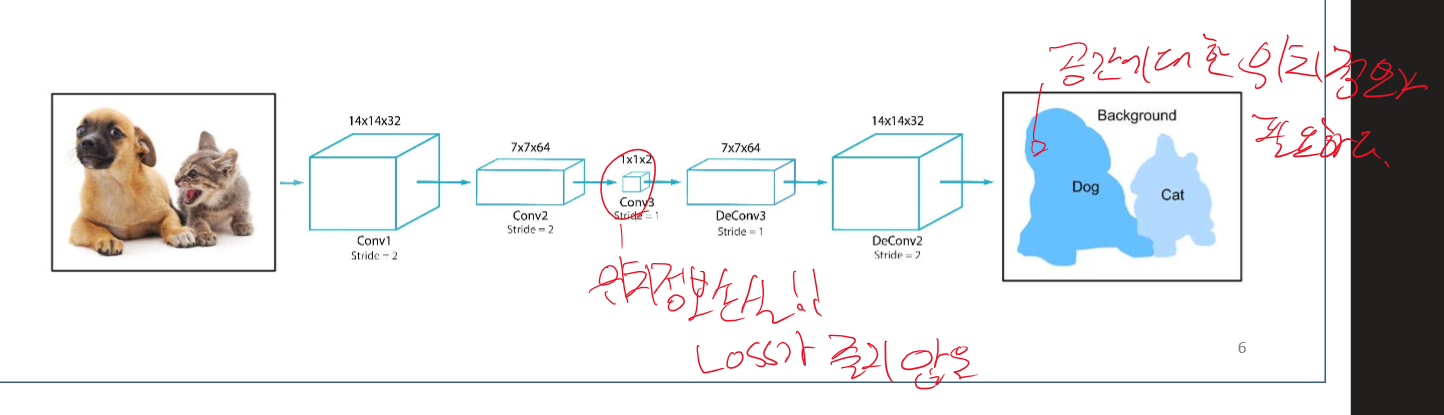 공간에대한 위치정보가
필요하다.
14x14x32
7x7x64
1x1x2
7x7x64
14x14x32
Background
Dog
Cat
Conv1
Stride = 2
Conv2
Stride = 2
Conv3
Stride = 1
DeConv3
Stride = 1
DeConv2
Stride = 2
위치정보손실!!
Loss가 줄지 않음
6